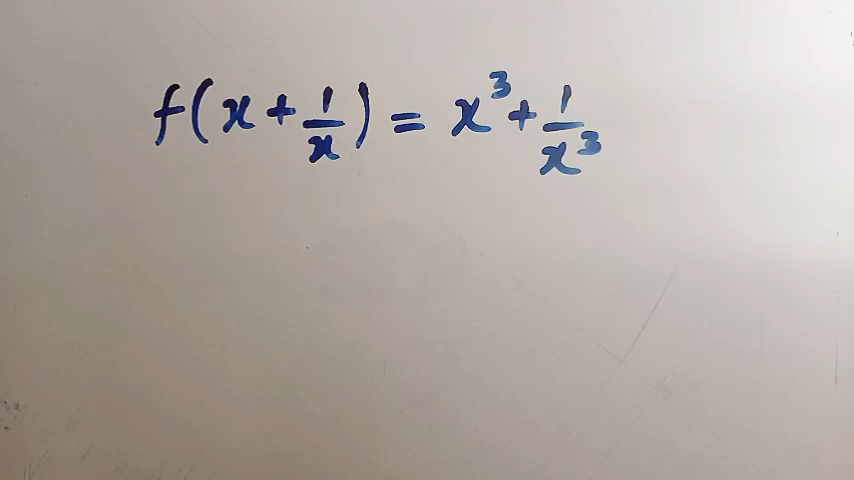 f(x + 1/x) = x³ + 1/x³